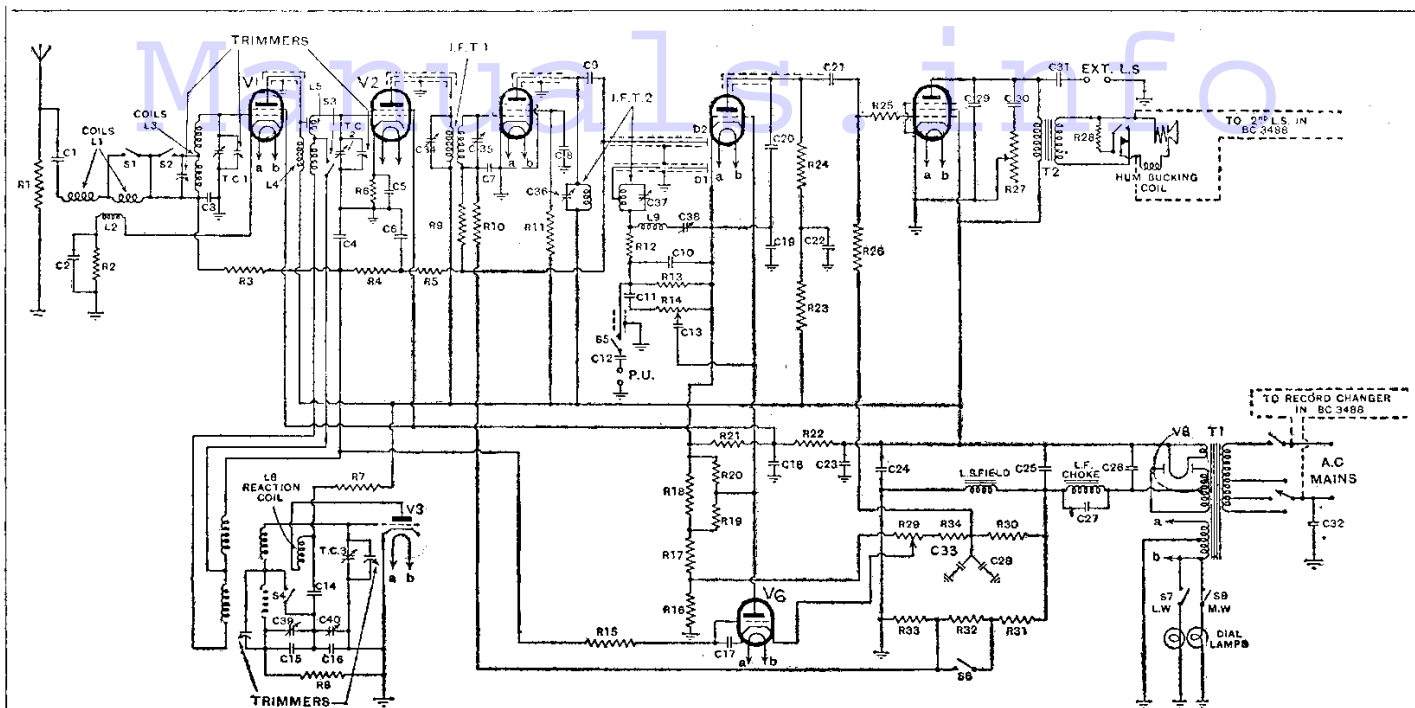 Manuals.info
TRIMMERS
I.F.T.1
V1
V2
L5
S3
T.C.2
C9
I.F.T.2
C21
C31
EXT. L.S
TO 2ND L.S. IN
BC 3488
COILS
L3
COILS
L1
S1
S2
C1
R1
T C 1
C3
L4
a b
R6
C5
a b
C7
a b
C8
D2
D1
a b
C20
R24
R25
a b
C29
C30
R27
T2
R28
HUM BUCKING
COIL
L2
C2
R2
C4
C6
R9
R10
R11
C36
C37
L9
C38
R12
C10
C19
C22
R26
R3
R4
R5
R13
C11
R14
C13
R23
S5
C12
P.U.
TO RECORD CHANGER
IN BC 3488
R21
R22
C18
C23
C24
L.S. FIELD
C25
L.F.
CHOKE
C26
C27
V8
T1
A.C
MAINS
C32
L8
REACTION
COIL
R7
V3
R20
R18
R19
R17
R16
R29
R34
R30
C33
C28
T.C.3
a b
C14
S4
C39
C40
C15
C16
R8
TRIMMERS
R15
C17
V6
a b
R33
R32
R31
S6
a
b
S7
L.W
S8
M.W
DIAL
LAMPS